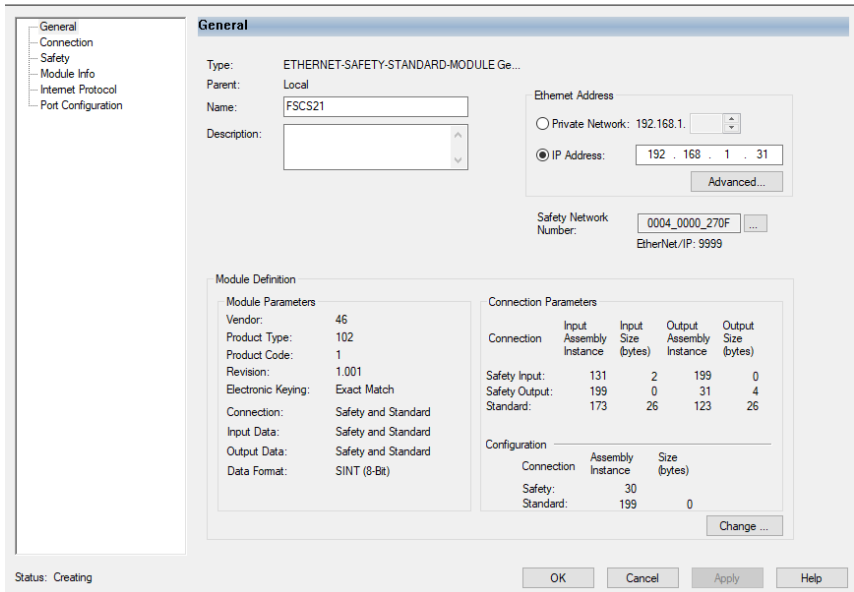 General
Connection
Safety
Module Info
Internet Protocol
Port Configuration
General
Type: ETHERNET-SAFETY-STANDARD-MODULE Ge...
Parent: Local
Name: FSCS21
Description:
Ethernet Address
Private Network: 192.168.1.
IP Address: 192 . 168 . 1 . 31
Advanced...
Safety Network Number: 0004_0000_270F ...
EtherNet/IP: 9999
Module Definition
Module Parameters
Vendor: 46
Product Type: 102
Product Code: 1
Revision: 1.001
Electronic Keying: Exact Match
Connection: Safety and Standard
Input Data: Safety and Standard
Output Data: Safety and Standard
Data Format: SINT (8-Bit)
Connection Parameters
Connection Input Assembly Instance Input Size (bytes) Output Assembly Instance Output Size (bytes)
Safety Input: 131 2 199 0
Safety Output: 199 0 31 4
Standard: 173 26 123 26
Configuration
Connection Assembly Instance Size (bytes)
Safety: 30
Standard: 199 0
Change ...
Status: Creating
OK Cancel Apply Help